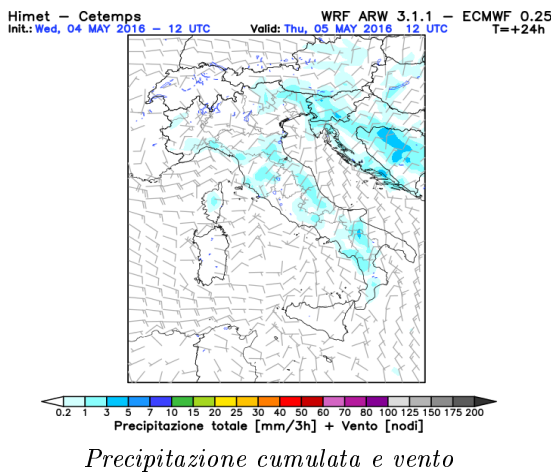 Himet − Cetemps WRF ARW 3.1.1 − ECMWF 0.25
Init.: Wed, 04 MAY 2016 − 12 UTC Valid: Thu, 05 MAY 2016 12 UTC T=+24h
0.2 1 3 5 7 10 15 20 25 30 40 50 60 70 80 100 125 150 175 200
Precipitazione totale [mm/3h] + Vento [nodi]
Precipitazione cumulata e vento